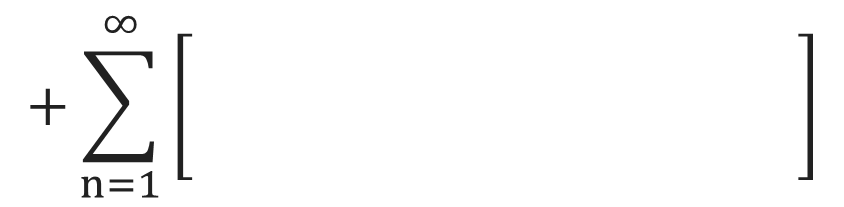 + ∑ [ ]
∞
n=1